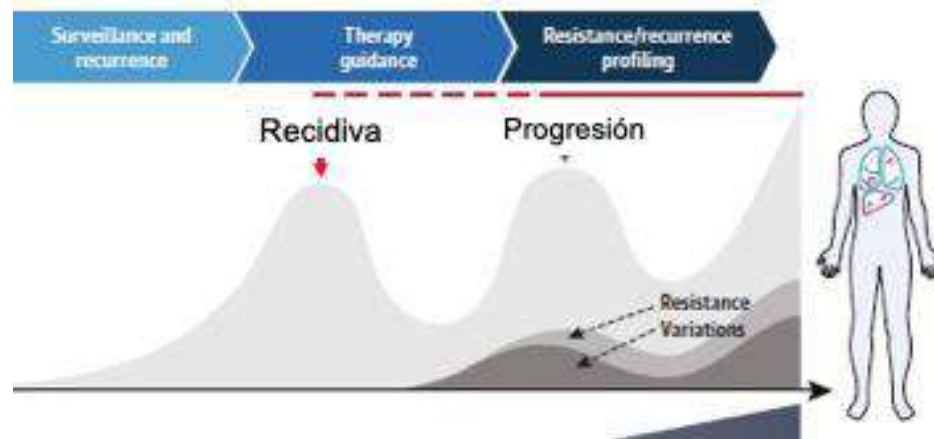 Surveillance and
recurrence
Therapy
guidance
Resistance/recurrence
profiling
Recidiva
Progresión
Resistance
Variations